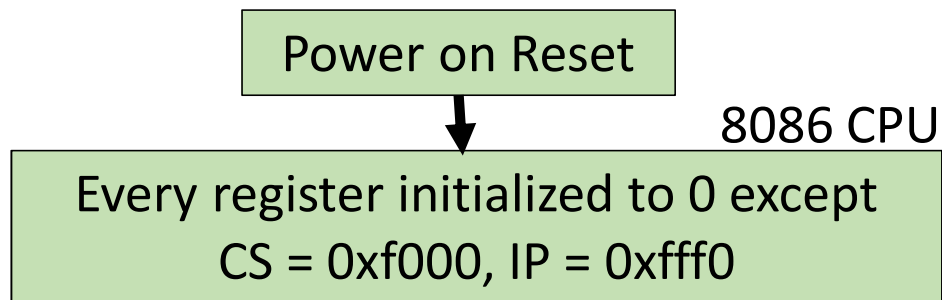 Power on Reset
8086 CPU
Every register initialized to 0 except
CS = 0xf000, IP = 0xfff0